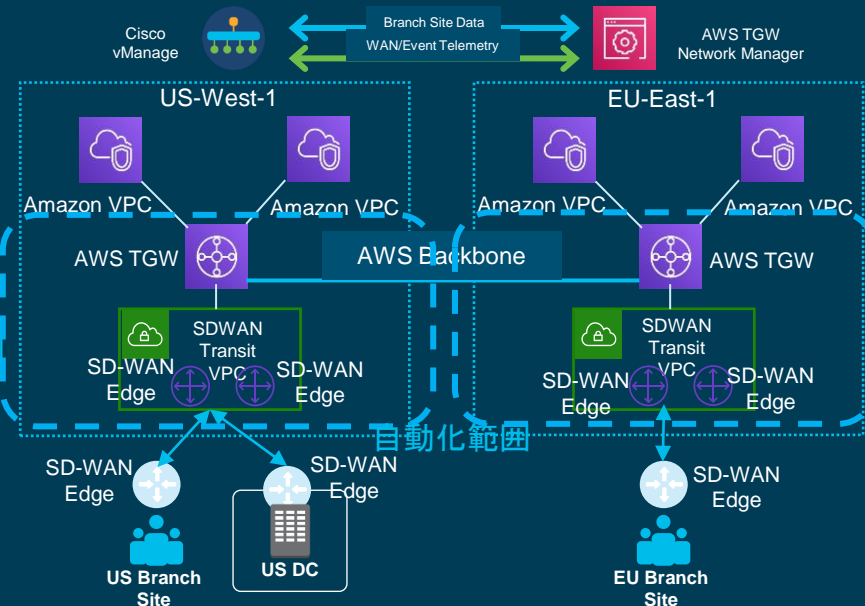 Cisco
vManage
Branch Site Data
WAN/Event Telemetry
AWS TGW
Network Manager
US-West-1
EU-East-1
Amazon VPC
Amazon VPC
Amazon VPC
Amazon VPC
AWS TGW
AWS Backbone
AWS TGW
SDWAN
Transit
VPC
SD-WAN
Edge
SD-WAN
Edge
SDWAN
Transit
VPC
SD-WAN
Edge
SD-WAN
Edge
自動化範囲
SD-WAN
Edge
SD-WAN
Edge
SD-WAN
Edge
US Branch
Site
US DC
EU Branch
Site